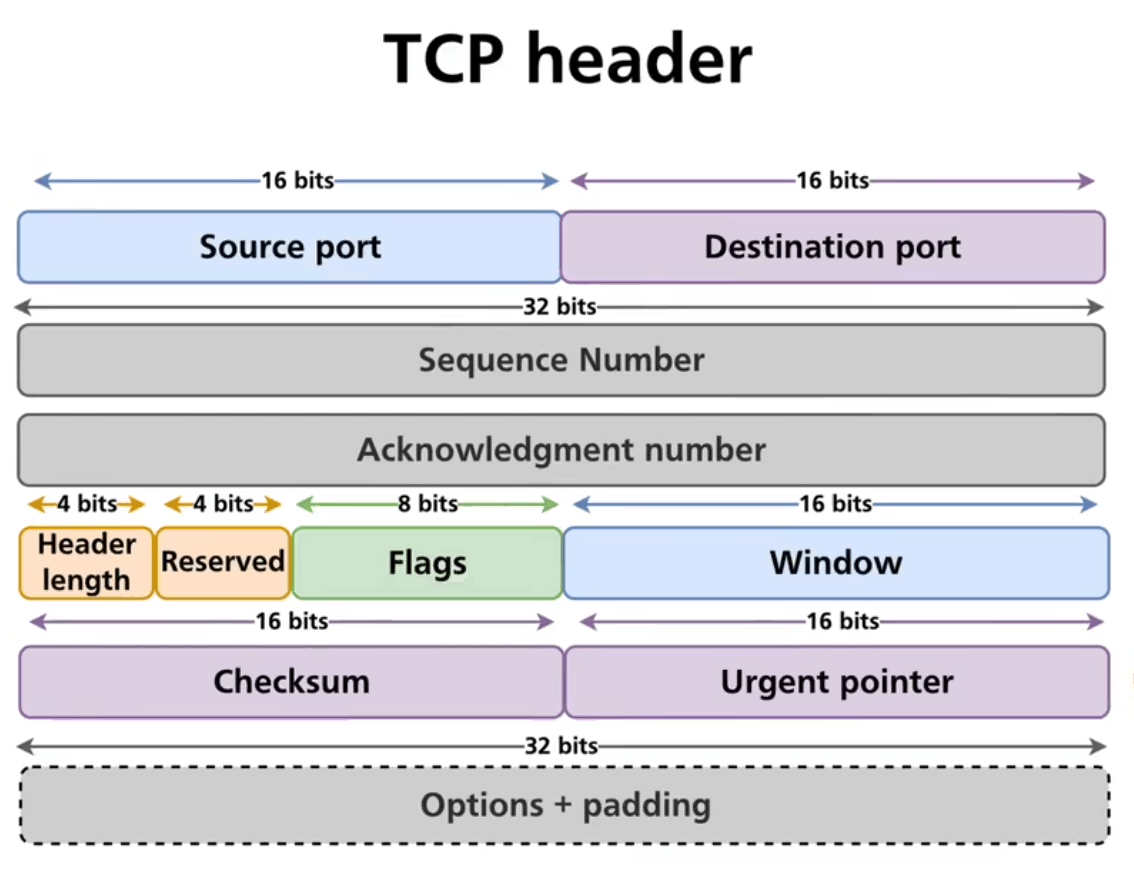 TCP header
16 bits 16 bits
Source port Destination port
32 bits
Sequence Number
Acknowledgment number
4 bits 4 bits 8 bits 16 bits
Header length Reserved Flags Window
16 bits 16 bits
Checksum Urgent pointer
32 bits
Options + padding